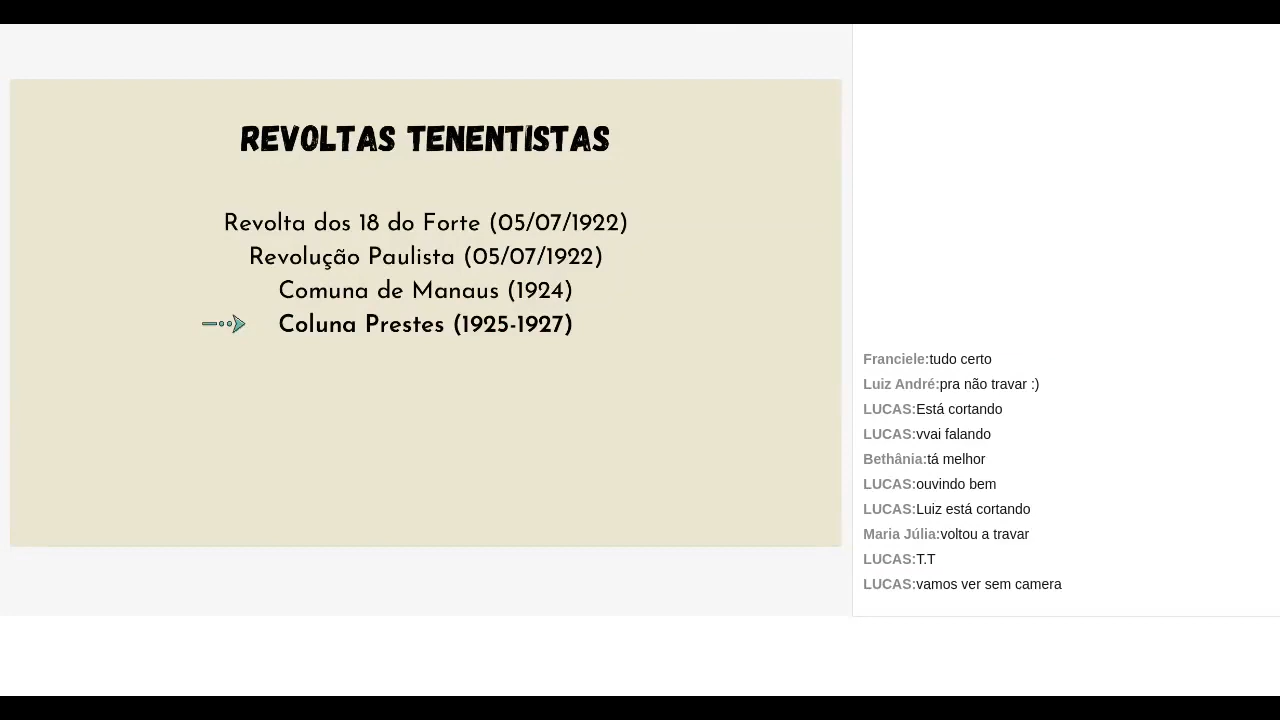 REVOLTAS TENENTISTAS
Revolta dos 18 do Forte (05/07/1922)
Revolução Paulista (05/07/1922)
Comuna de Manaus (1924)
Coluna Prestes (1925-1927)
Franciele:tudo certo
Luiz André:pra não travar :)
LUCAS:Está cortando
LUCAS:vvai falando
Bethânia:tá melhor
LUCAS:ouvindo bem
LUCAS:Luiz está cortando
Maria Júlia:voltou a travar
LUCAS:T.T
LUCAS:vamos ver sem camera